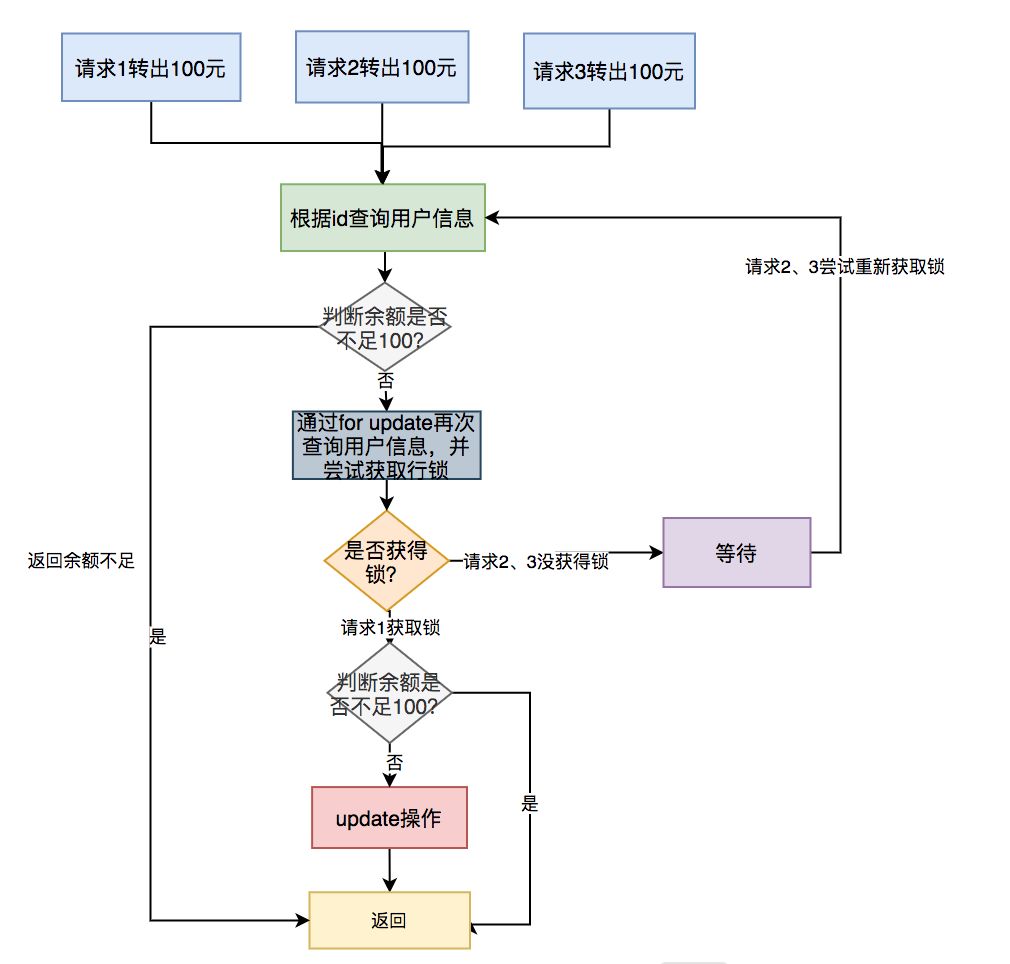 请求1转出100元
请求2转出100元
请求3转出100元
根据id查询用户信息
请求2、3尝试重新获取锁
判断余额是否
不足100?
否
通过for update再次
查询用户信息，并
尝试获取行锁
是否获得
锁?
请求2、3没获得锁
等待
返回余额不足
请求1获取锁
是
判断余额是
否不足100?
否
是
update操作
返回